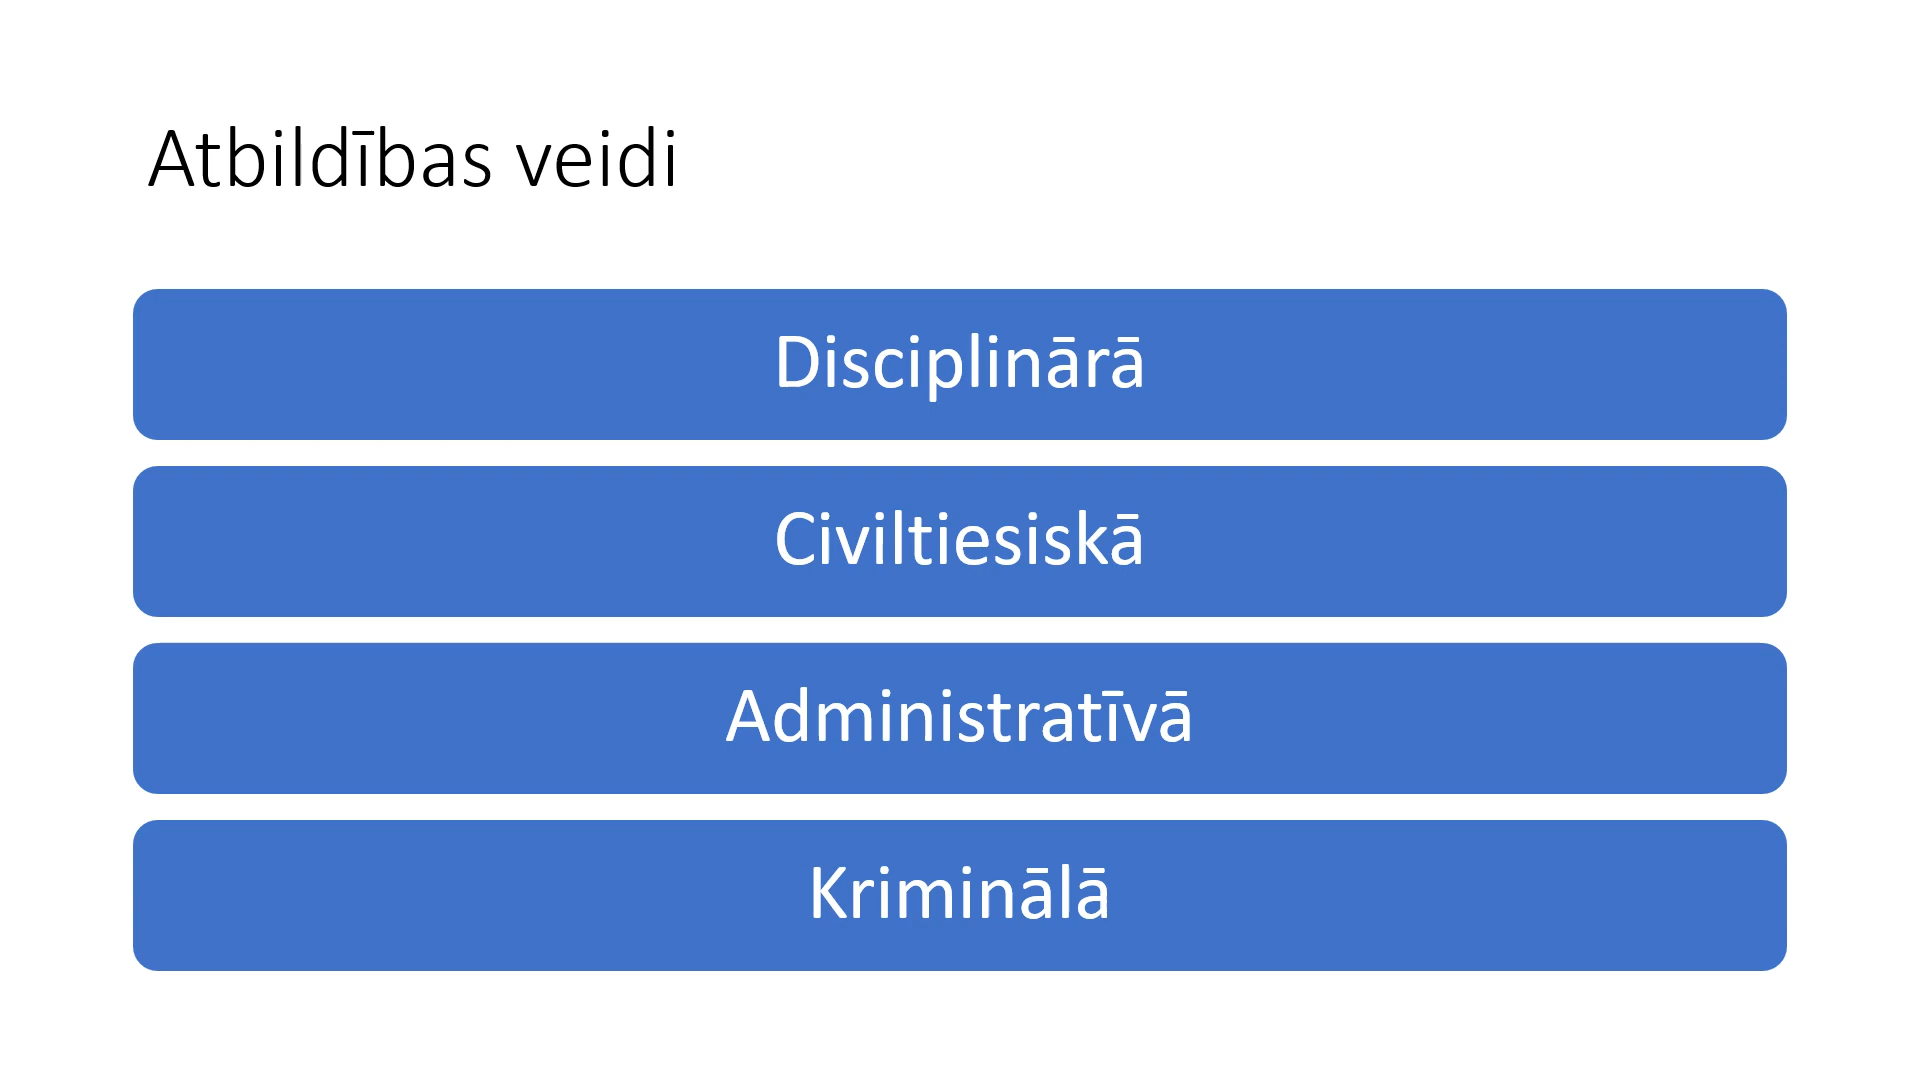 Atbildības veidi
Disciplinārā
Civiltiesiskā
Administratīvā
Kriminālā